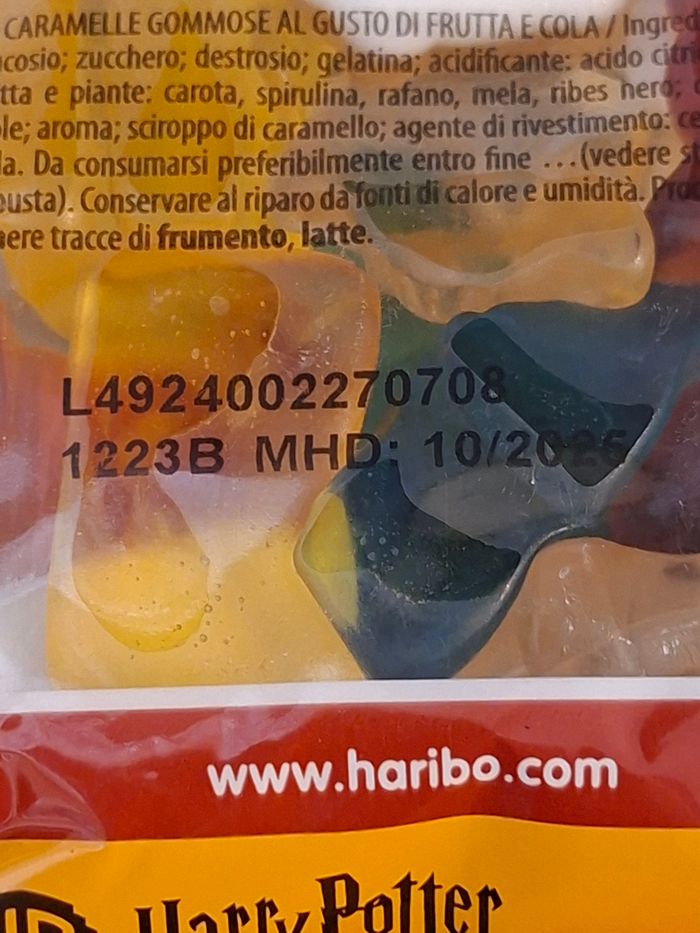 CARAMELLE GOMMOSE AL GUSTO DI FRUTTA E COLA / Ingred
cosio; zucchero; destrosio; gelatina; acidificante: acido citri
tta e piante: carota, spirulina, rafano, mela, ribes nero;
le; aroma; sciroppo di caramello; agente di rivestimento: ce
la. Da consumarsi preferibilmente entro fine ...(vedere s
busta). Conservare al riparo da fonti di calore e umidità.
nere tracce di frumento, latte.
L4924002270708
1223B MHD: 10/2025
www.haribo.com
Harry Potter